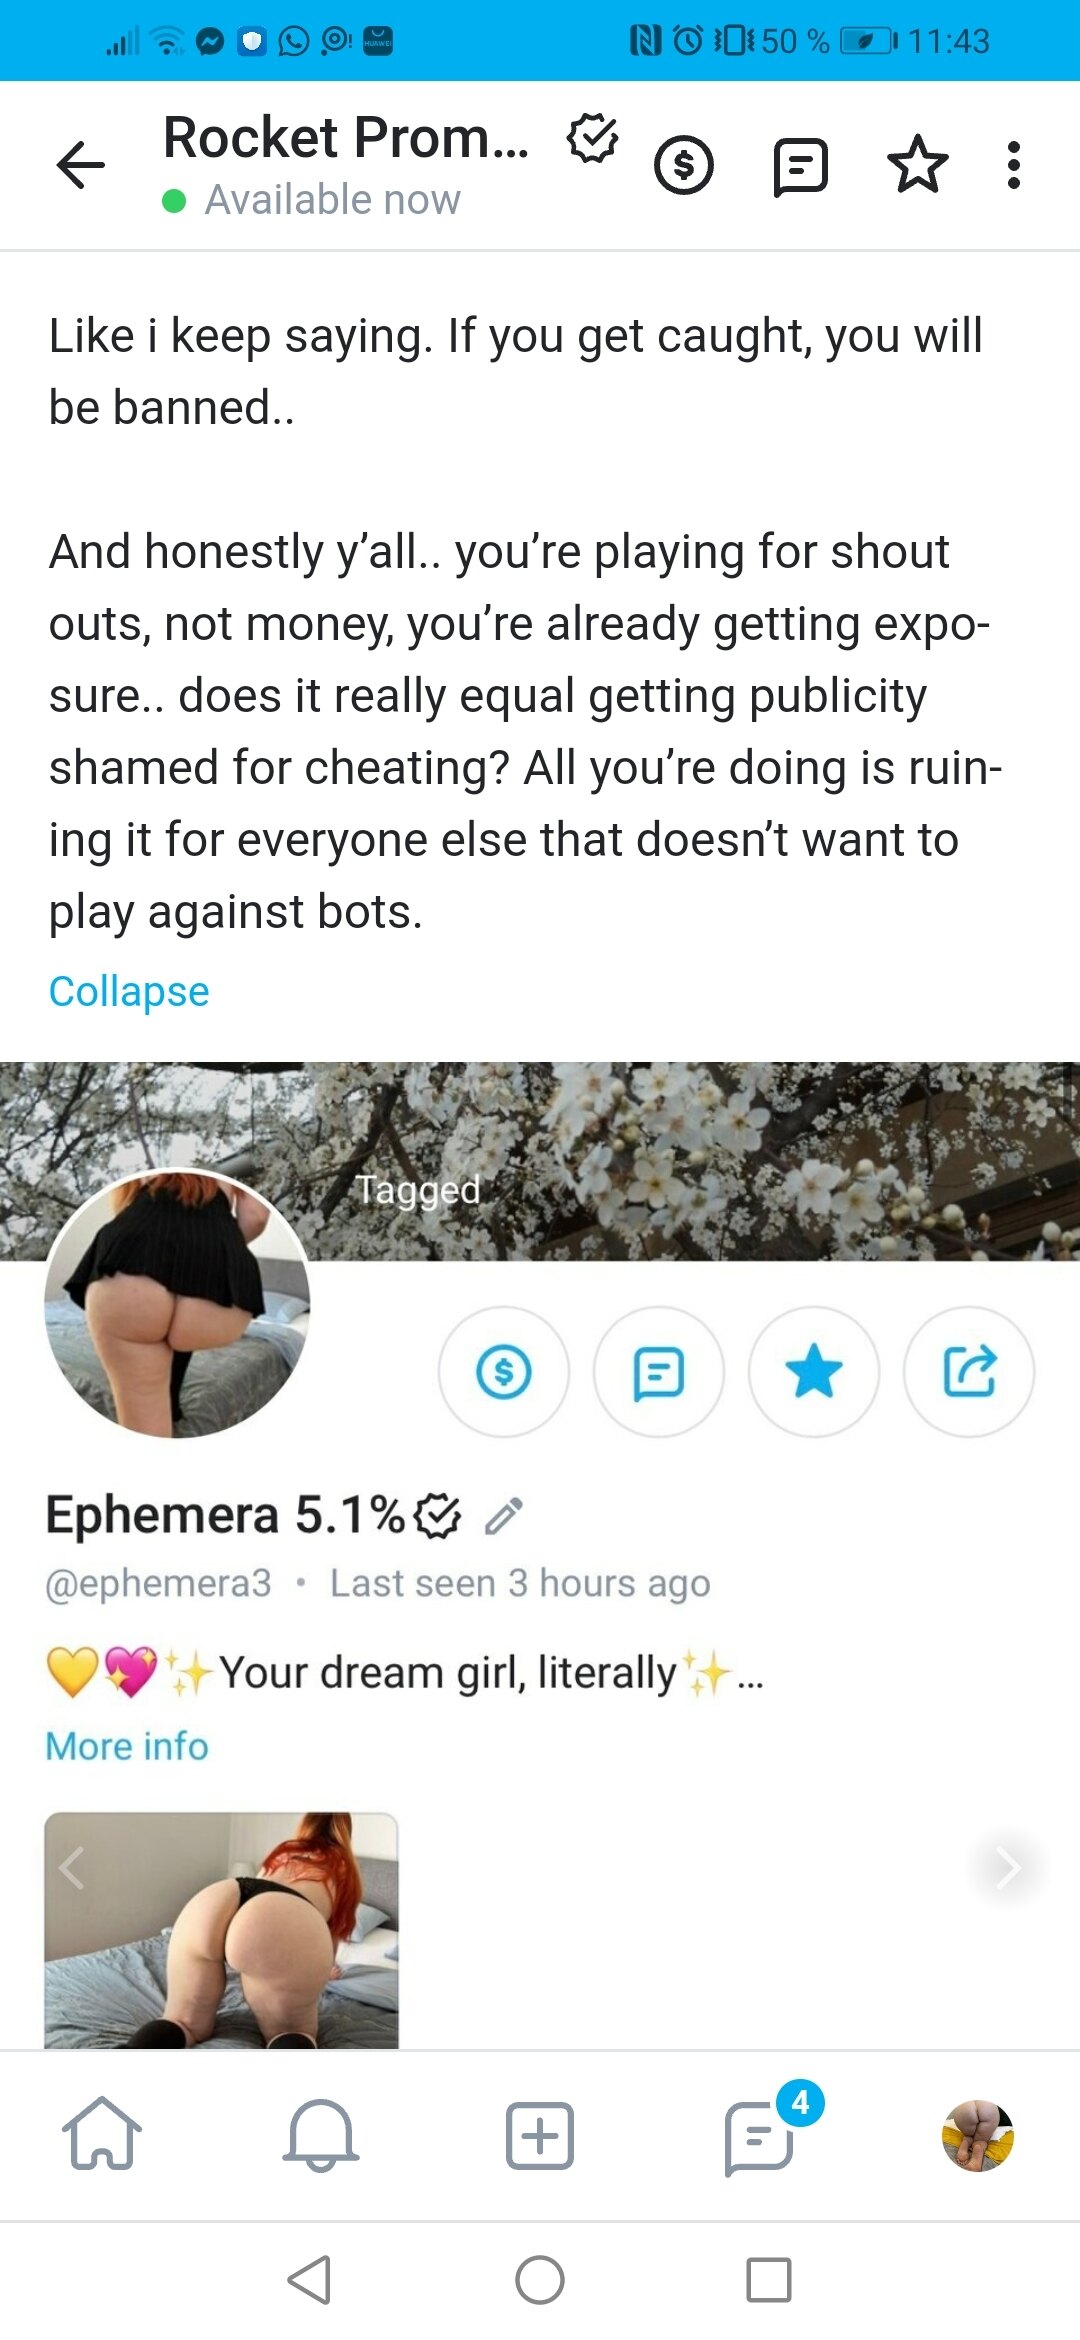 50 % 11:43
Rocket Prom...
Available now
Like i keep saying. If you get caught, you will
be banned..
And honestly y’all.. you’re playing for shout
outs, not money, you’re already getting expo-
sure.. does it really equal getting publicity
shamed for cheating? All you’re doing is ruin-
ing it for everyone else that doesn’t want to
play against bots.
Collapse
Tagged
Ephemera 5.1%
@ephemera3 • Last seen 3 hours ago
💛💖✨Your dream girl, literally✨...
More info
4